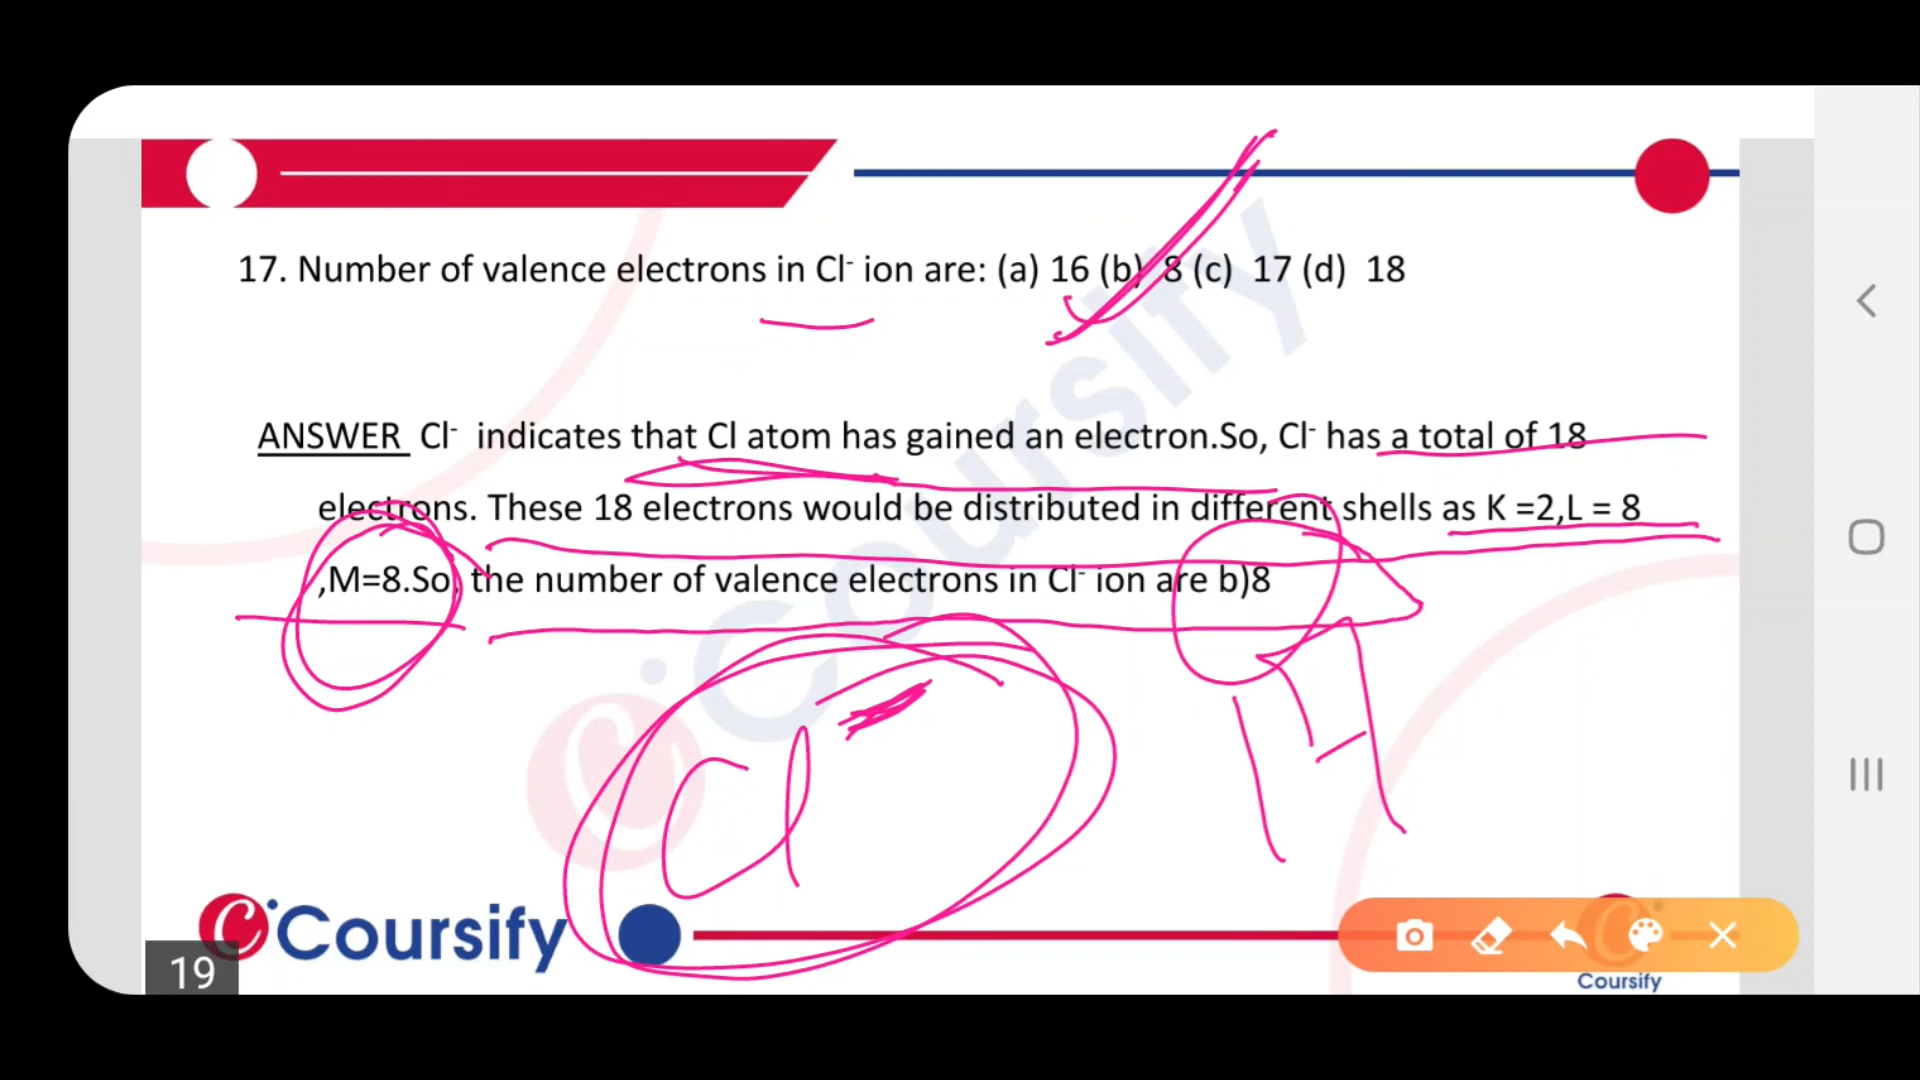 17. Number of valence electrons in Cl⁻ ion are: (a) 16 (b) 8 (c) 17 (d) 18
ANSWER Cl⁻ indicates that Cl atom has gained an electron.So, Cl⁻ has a total of 18
electrons. These 18 electrons would be distributed in different shells as K =2,L = 8
,M=8.So, the number of valence electrons in Cl⁻ ion are b)8
Cl⁻
17
Coursify
Coursify
Coursify
19